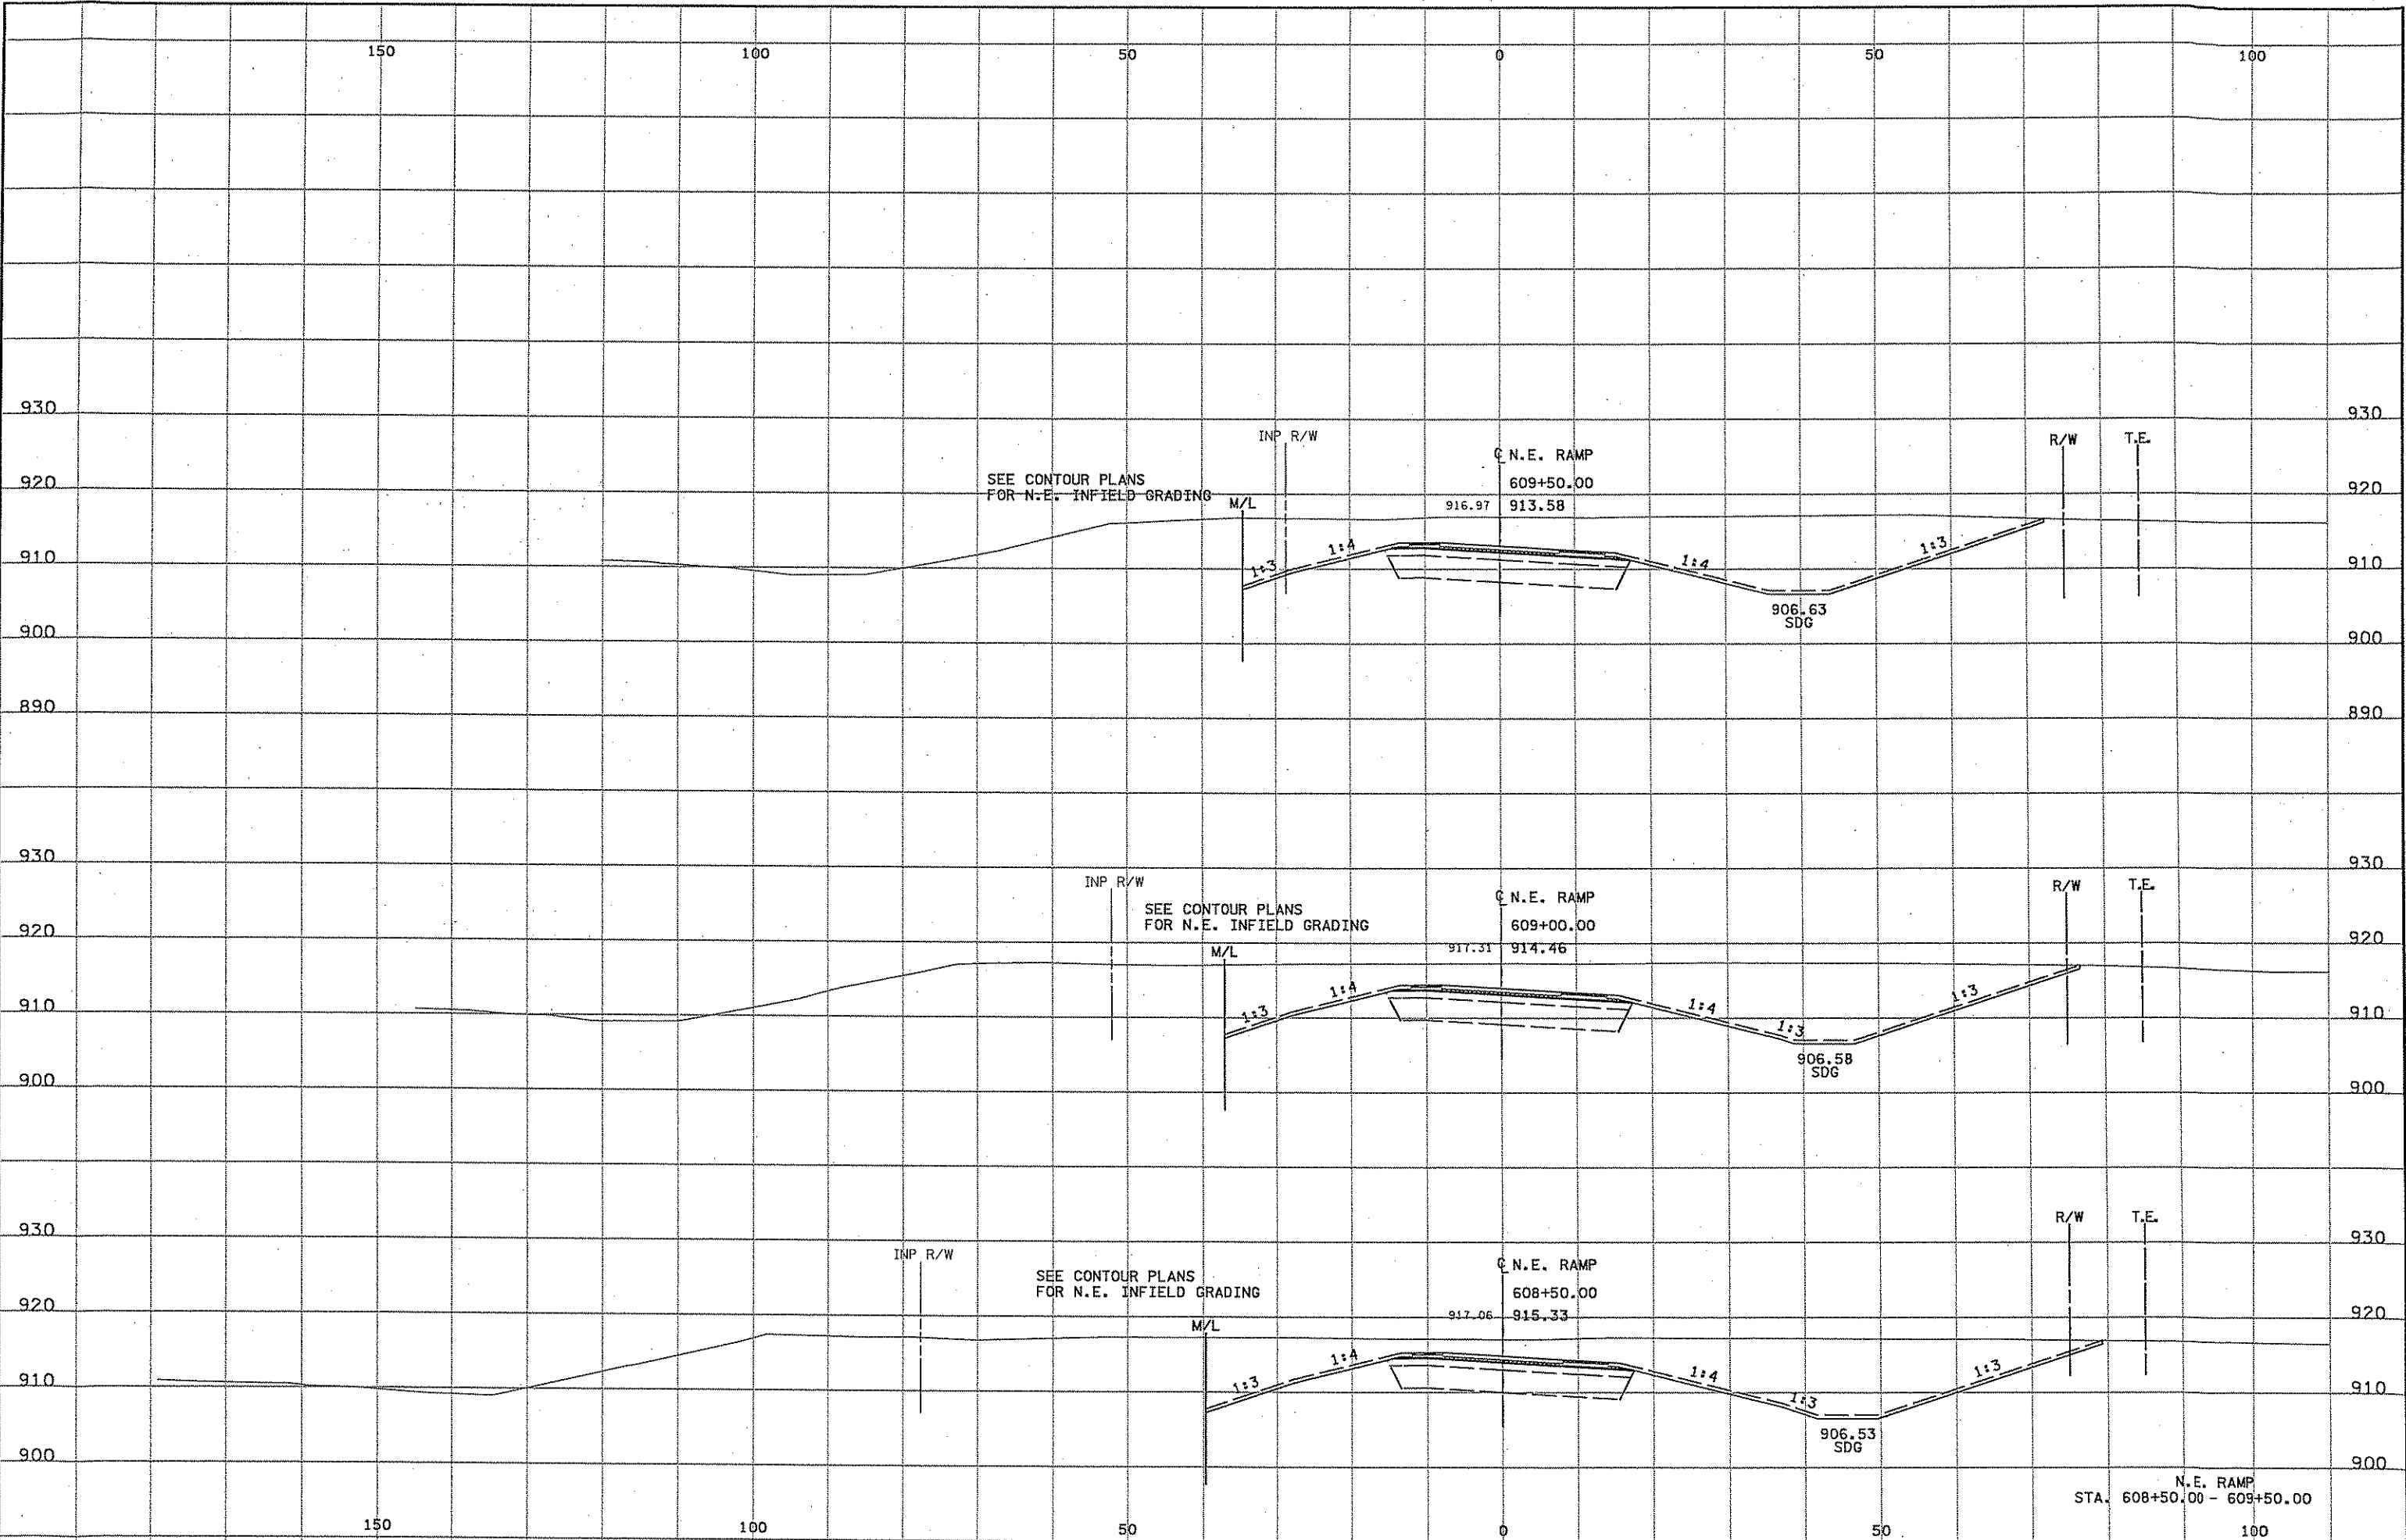 150 100 50 0 50 100
930 930
INP R/W R/W T.E.
℄ N.E. RAMP
SEE CONTOUR PLANS 609+50.00
920 FOR N.E. INFIELD GRADING M/L 916.97 913.58 920
910 1:3 1:4 1:4 1:3 910
906.63
SDG
900 900
890 890
930 930
INP R/W R/W T.E.
℄ N.E. RAMP
SEE CONTOUR PLANS
FOR N.E. INFIELD GRADING 609+00.00
920 M/L 917.31 914.46 920
910 1:3 1:4 1:4 1:3 1:3 910
906.58
SDG
900 900
R/W T.E.
930 930
INP R/W ℄ N.E. RAMP
SEE CONTOUR PLANS
FOR N.E. INFIELD GRADING 608+50.00
920 M/L 917.06 915.33 920
910 1:3 1:4 1:4 1:3 1:3 910
906.53
SDG
900 900
N.E. RAMP
STA. 608+50.00 - 609+50.00
150 100 50 0 50 100